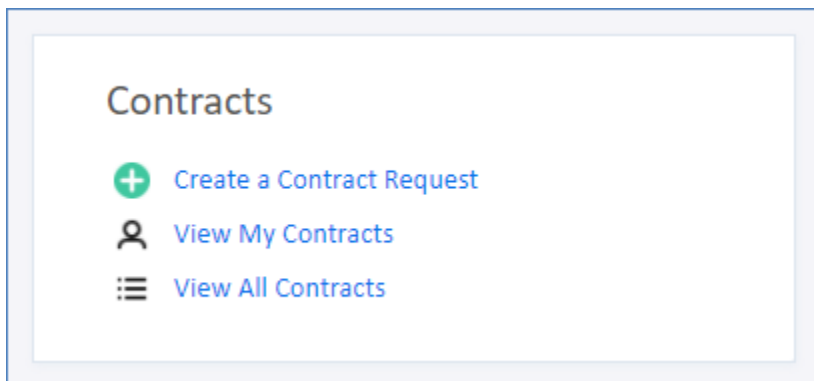 Contracts
Create a Contract Request
View My Contracts
View All Contracts